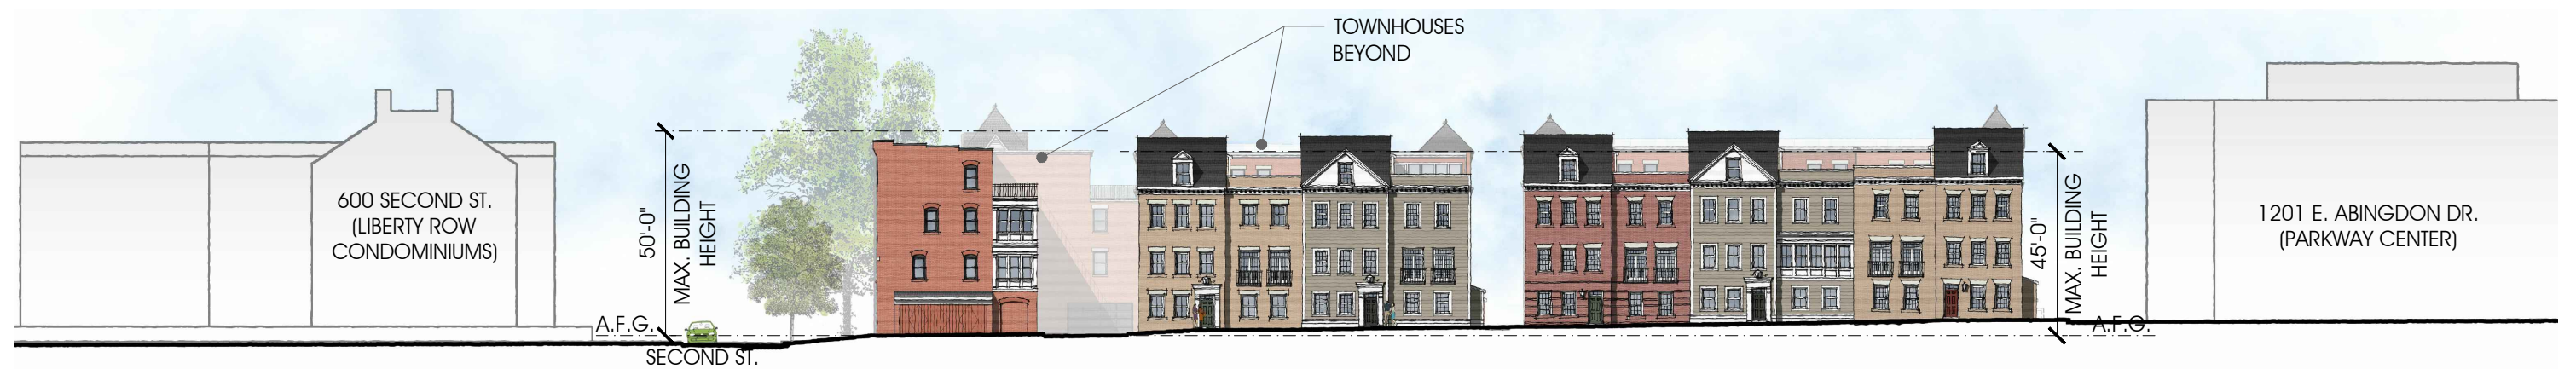 TOWNHOUSES
BEYOND
600 SECOND ST.
(LIBERTY ROW
CONDOMINIUMS)
50'-0"
MAX. BUILDING
HEIGHT
A.F.G.
SECOND ST.
45'-0"
MAX. BUILDING
HEIGHT
A.F.G.
1201 E. ABINGDON DR.
(PARKWAY CENTER)